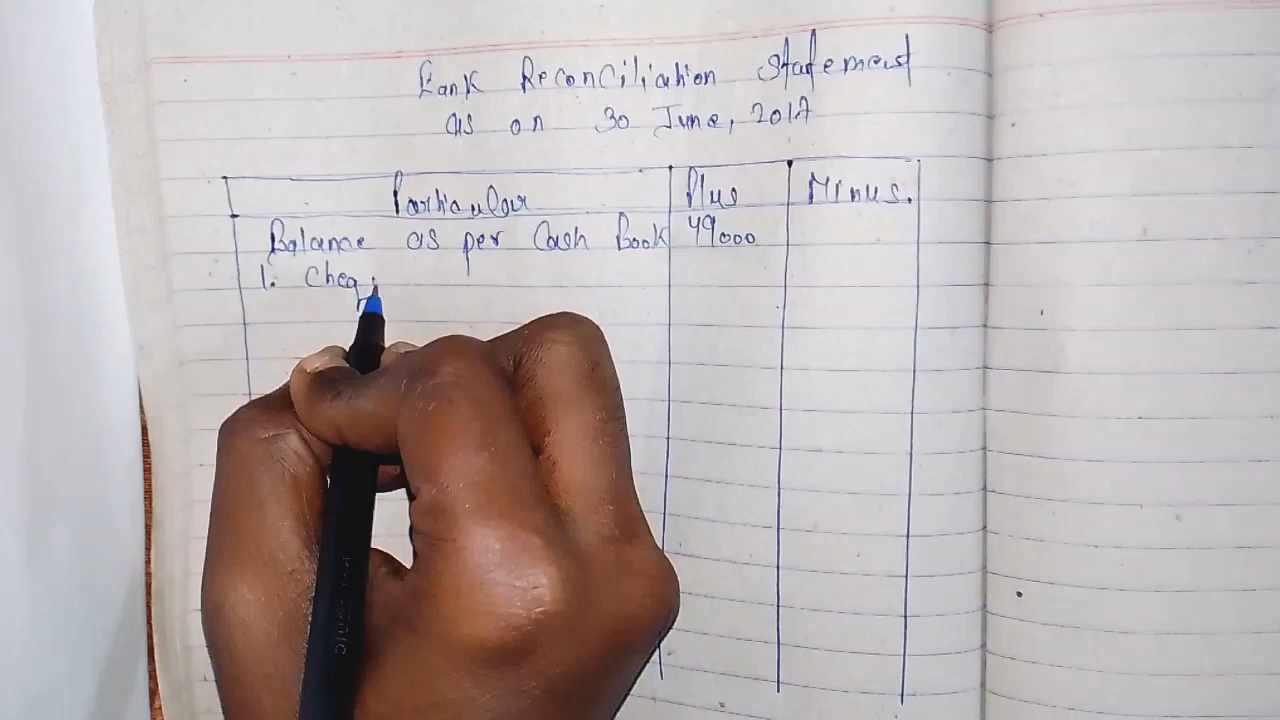 Bank Reconciliation Statement
as on 30 June, 2017
Particular Plus Minus.
Balance as per Cash Book 49000
1. Cheq